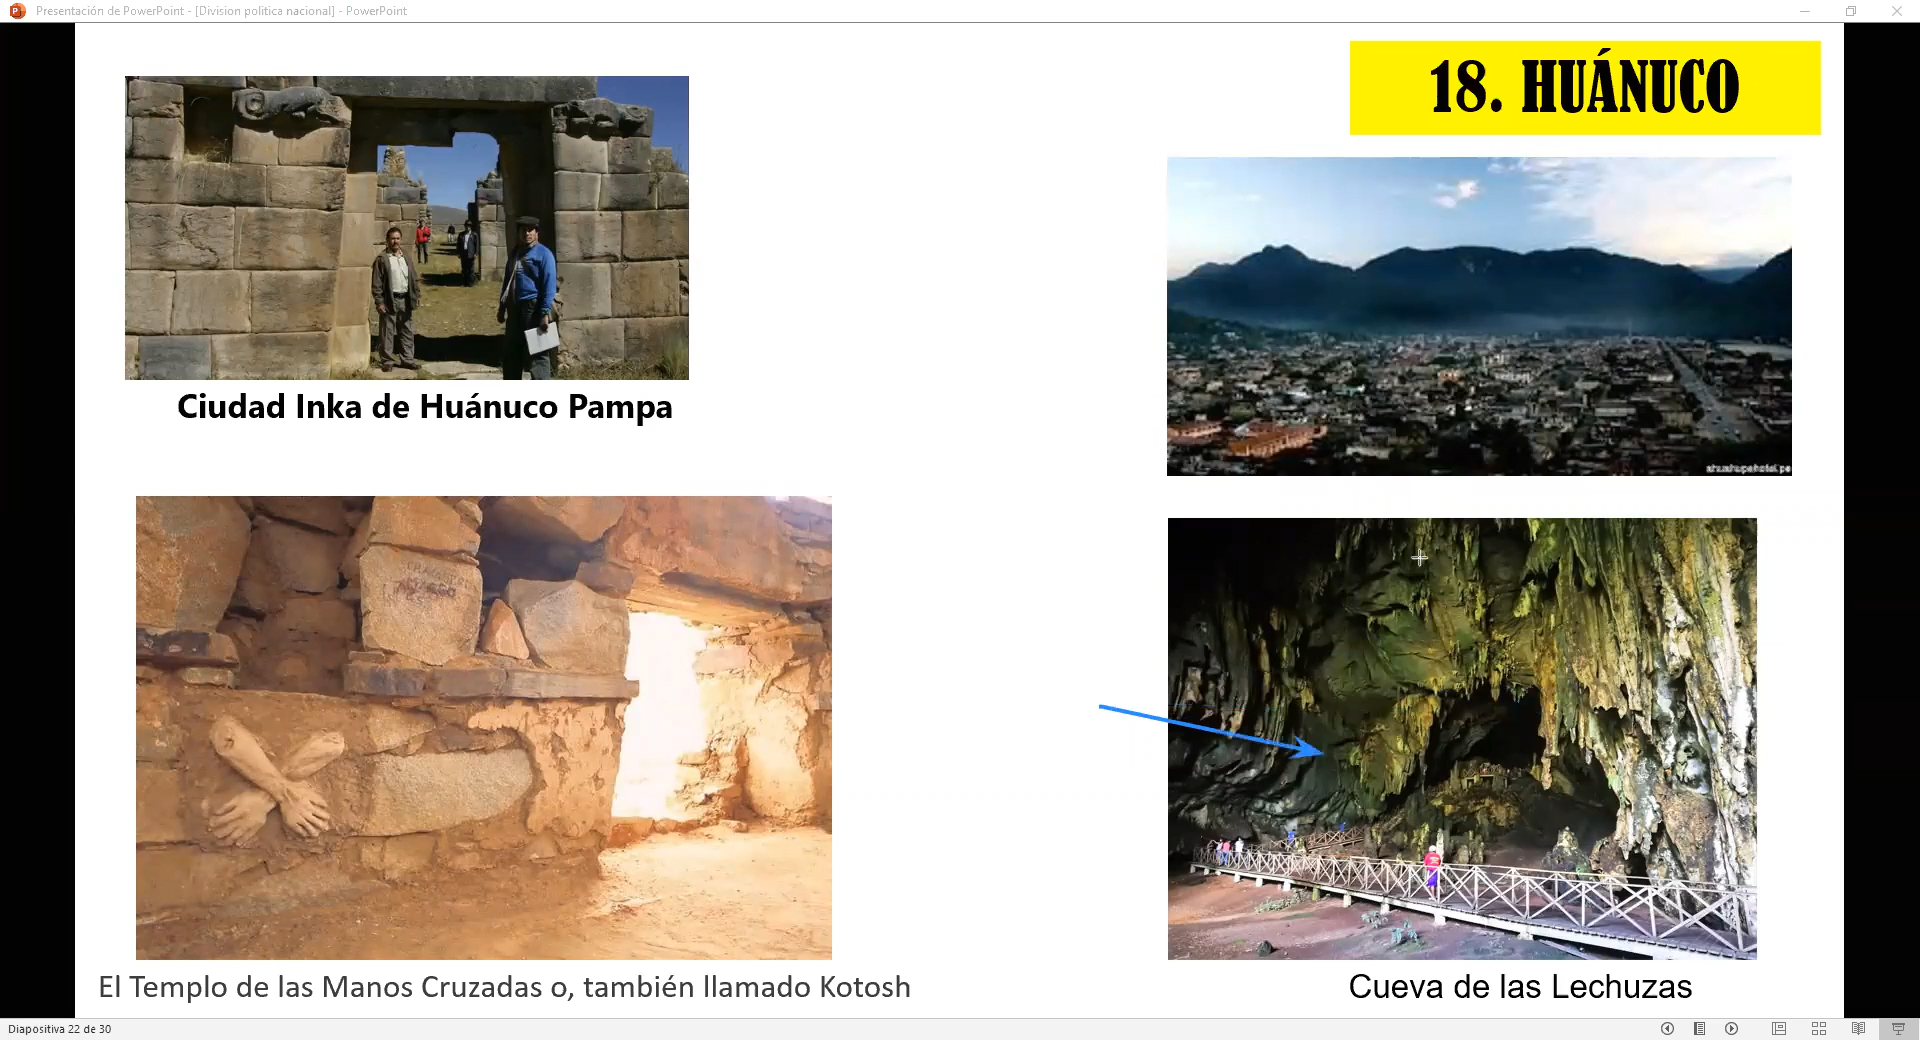 Presentación de PowerPoint - [Division politica nacional] - PowerPoint
18. HUÁNUCO
Ciudad Inka de Huánuco Pampa
El Templo de las Manos Cruzadas o, también llamado Kotosh
Cueva de las Lechuzas
Diapositiva 22 de 30